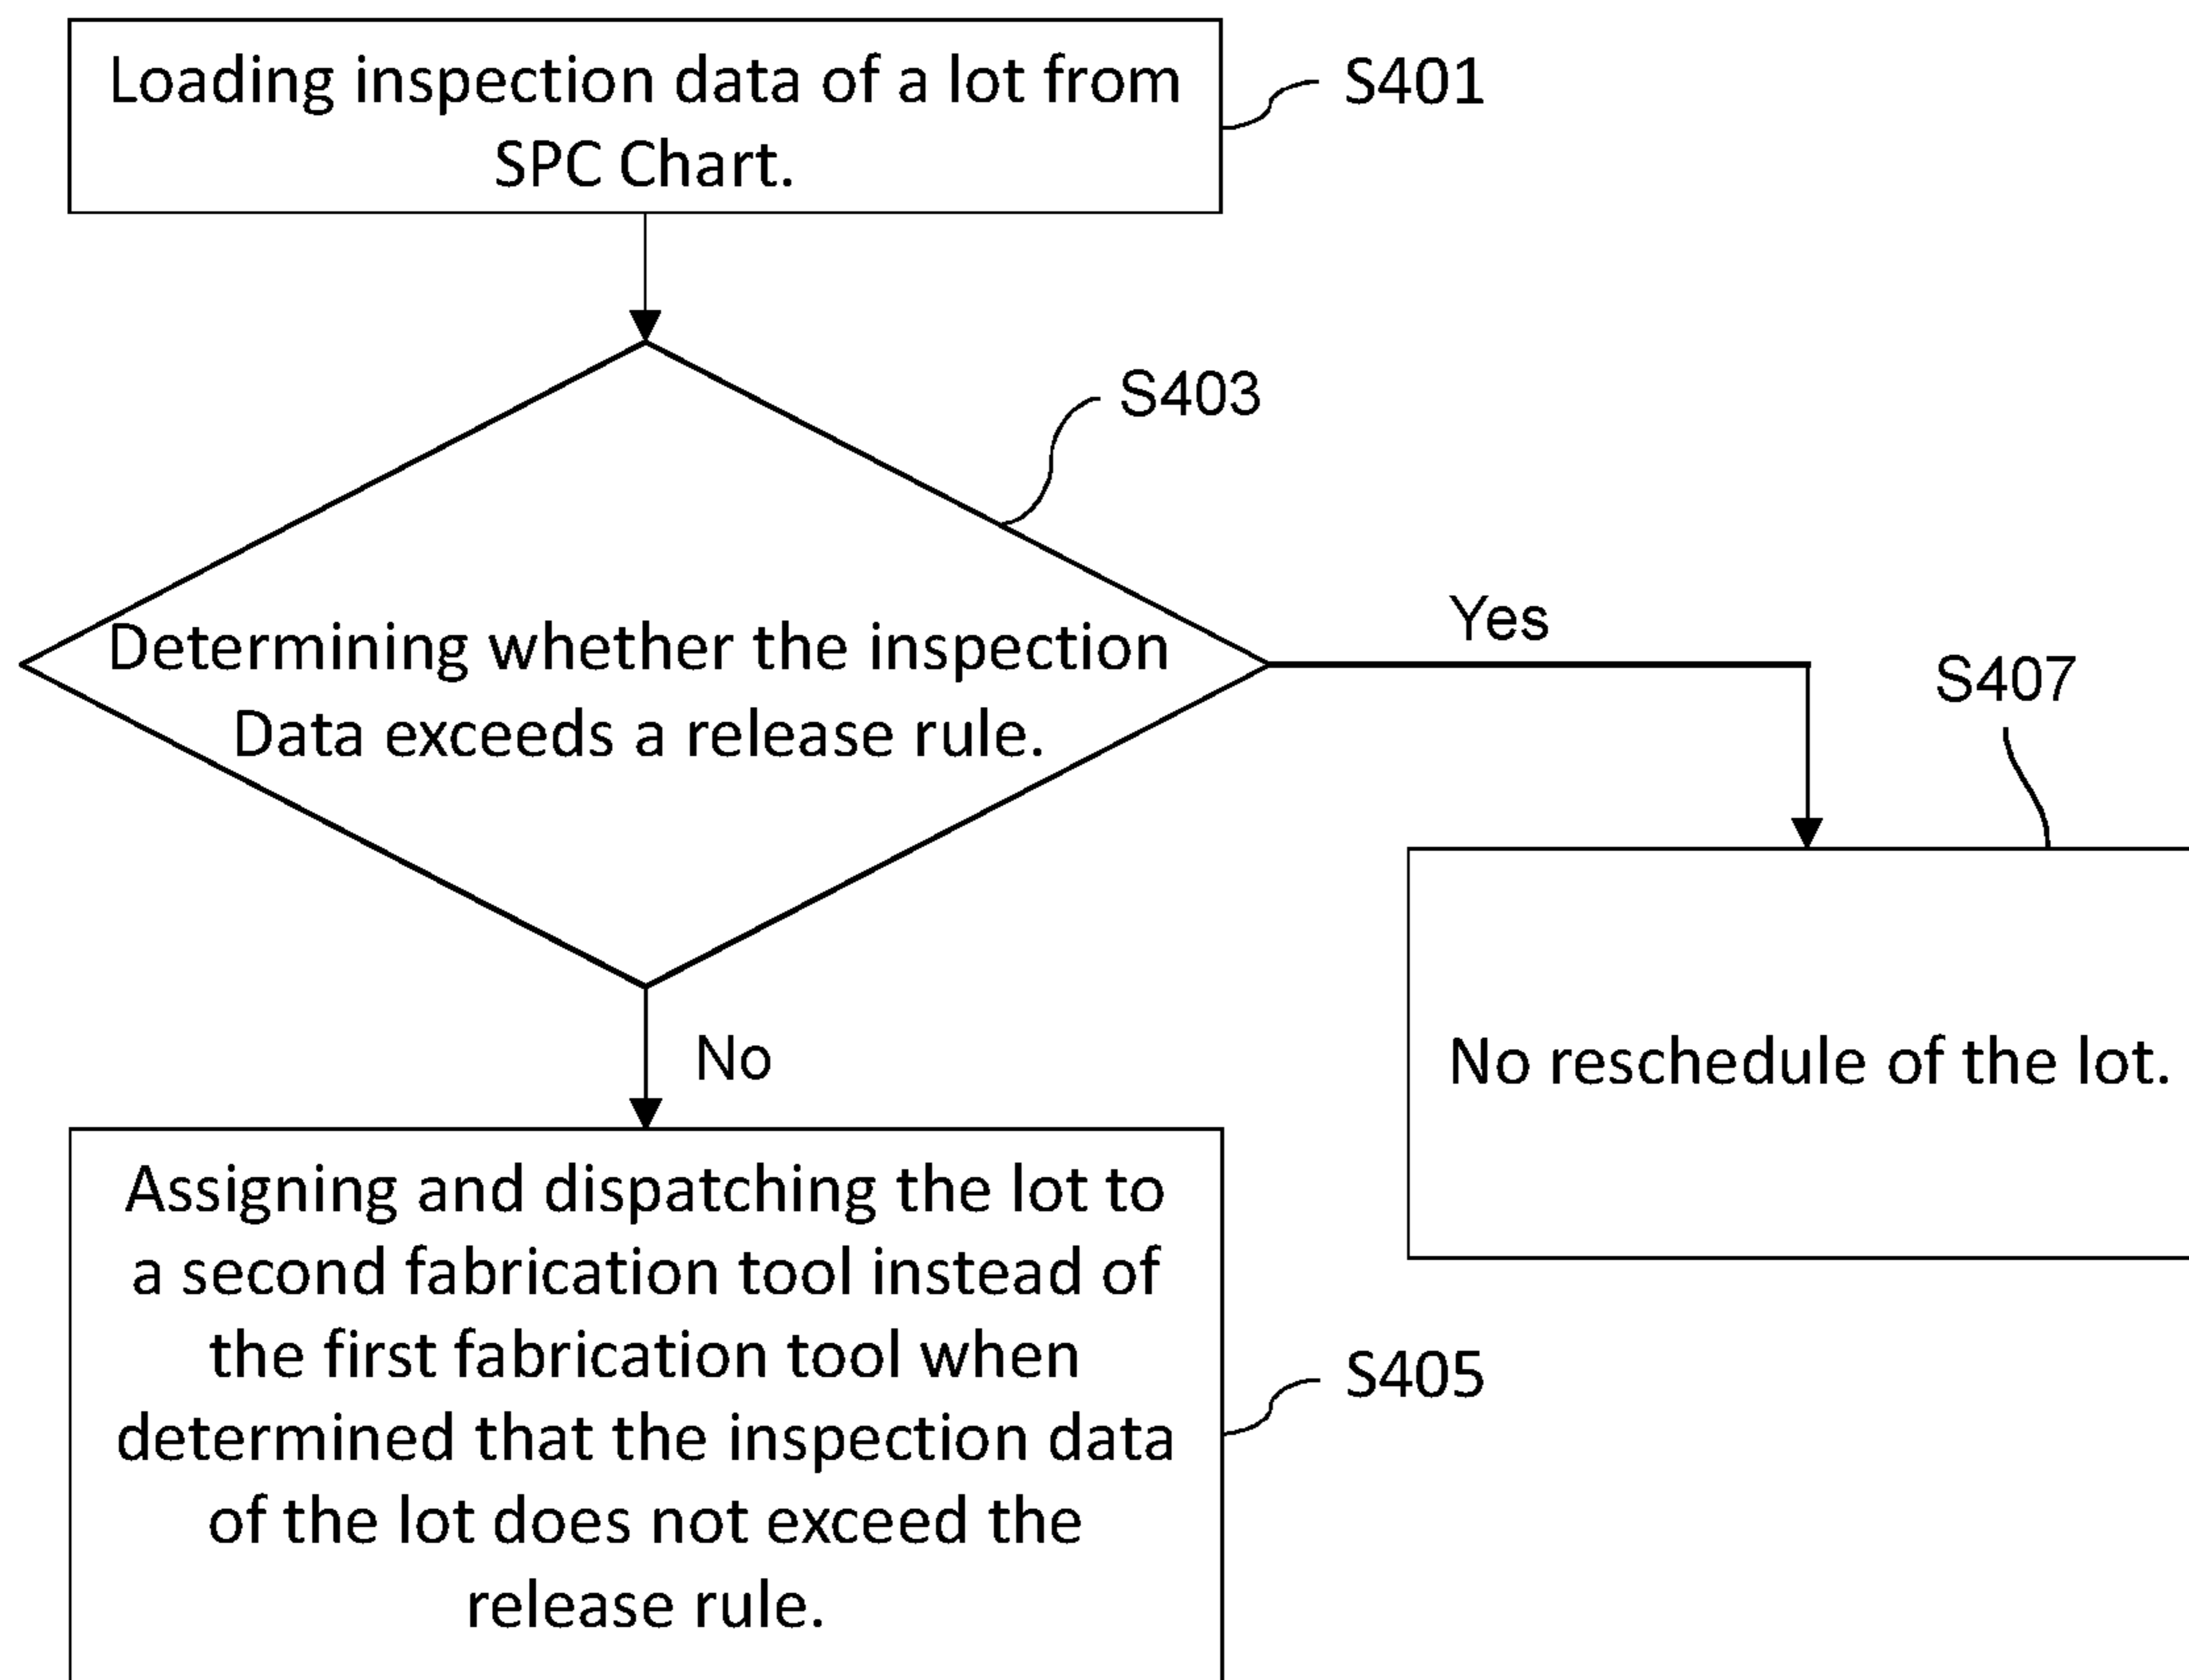 Loading inspection data of a lot from
SPC Chart.
S401
S403
Determining whether the inspection
Data exceeds a release rule.
Yes
S407
No reschedule of the lot.
No
Assigning and dispatching the lot to
a second fabrication tool instead of
the first fabrication tool when
determined that the inspection data
of the lot does not exceed the
release rule.
S405